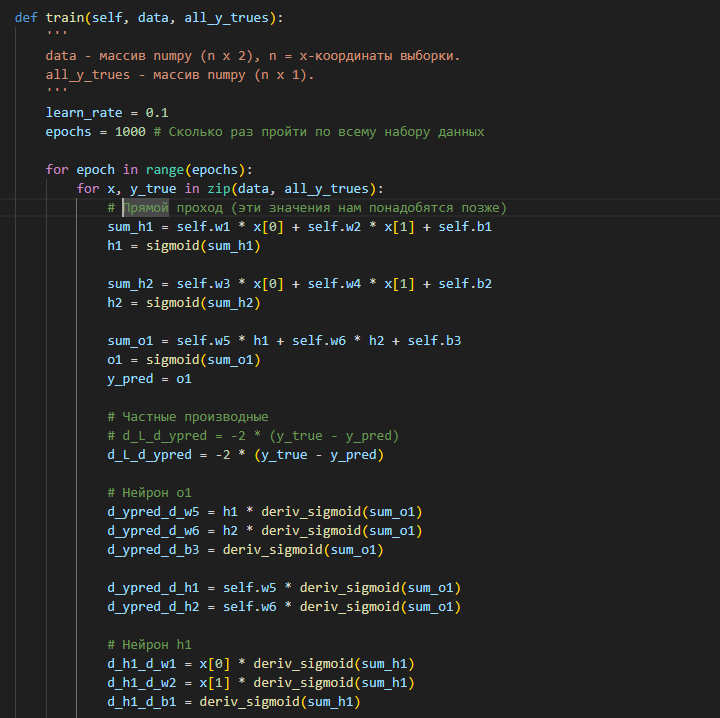 def train(self, data, all_y_trues):
'''
data - массив numpy (n x 2), n = x-координаты выборки.
all_y_trues - массив numpy (n x 1).
'''
learn_rate = 0.1
epochs = 1000 # Сколько раз пройти по всему набору данных
for epoch in range(epochs):
for x, y_true in zip(data, all_y_trues):
# Прямой проход (эти значения нам понадобятся позже)
sum_h1 = self.w1 * x[0] + self.w2 * x[1] + self.b1
h1 = sigmoid(sum_h1)
sum_h2 = self.w3 * x[0] + self.w4 * x[1] + self.b2
h2 = sigmoid(sum_h2)
sum_o1 = self.w5 * h1 + self.w6 * h2 + self.b3
o1 = sigmoid(sum_o1)
y_pred = o1
# Частные производные
# d_L_d_ypred = -2 * (y_true - y_pred)
d_L_d_ypred = -2 * (y_true - y_pred)
# Нейрон o1
d_ypred_d_w5 = h1 * deriv_sigmoid(sum_o1)
d_ypred_d_w6 = h2 * deriv_sigmoid(sum_o1)
d_ypred_d_b3 = deriv_sigmoid(sum_o1)
d_ypred_d_h1 = self.w5 * deriv_sigmoid(sum_o1)
d_ypred_d_h2 = self.w6 * deriv_sigmoid(sum_o1)
# Нейрон h1
d_h1_d_w1 = x[0] * deriv_sigmoid(sum_h1)
d_h1_d_w2 = x[1] * deriv_sigmoid(sum_h1)
d_h1_d_b1 = deriv_sigmoid(sum_h1)